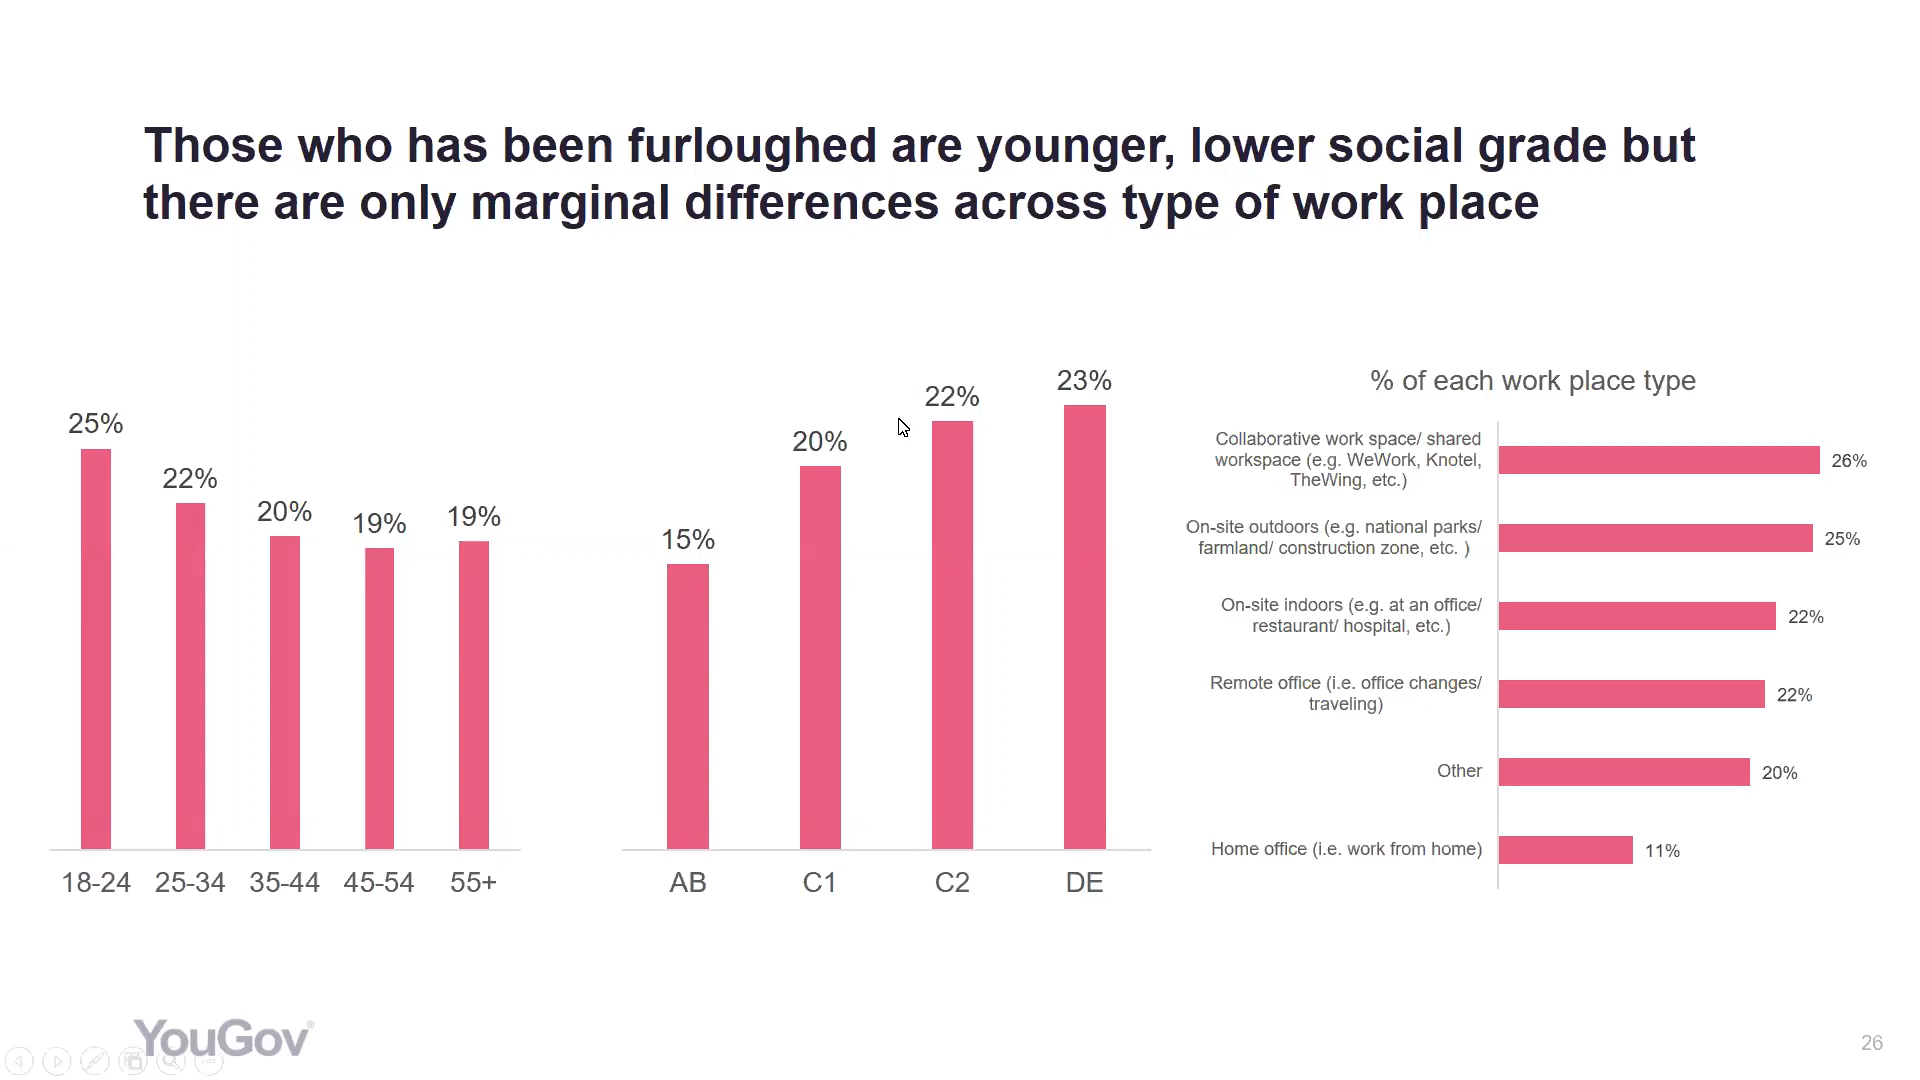 Those who has been furloughed are younger, lower social grade but
there are only marginal differences across type of work place
25%
22%
20%
19%
19%
18-24
25-34
35-44
45-54
55+
15%
20%
22%
23%
AB
C1
C2
DE
% of each work place type
Collaborative work space/ shared
workspace (e.g. WeWork, Knotel,
TheWing, etc.)
26%
On-site outdoors (e.g. national parks/
farmland/ construction zone, etc. )
25%
On-site indoors (e.g. at an office/
restaurant/ hospital, etc.)
22%
Remote office (i.e. office changes/
traveling)
22%
Other
20%
Home office (i.e. work from home)
11%
YouGov®
26